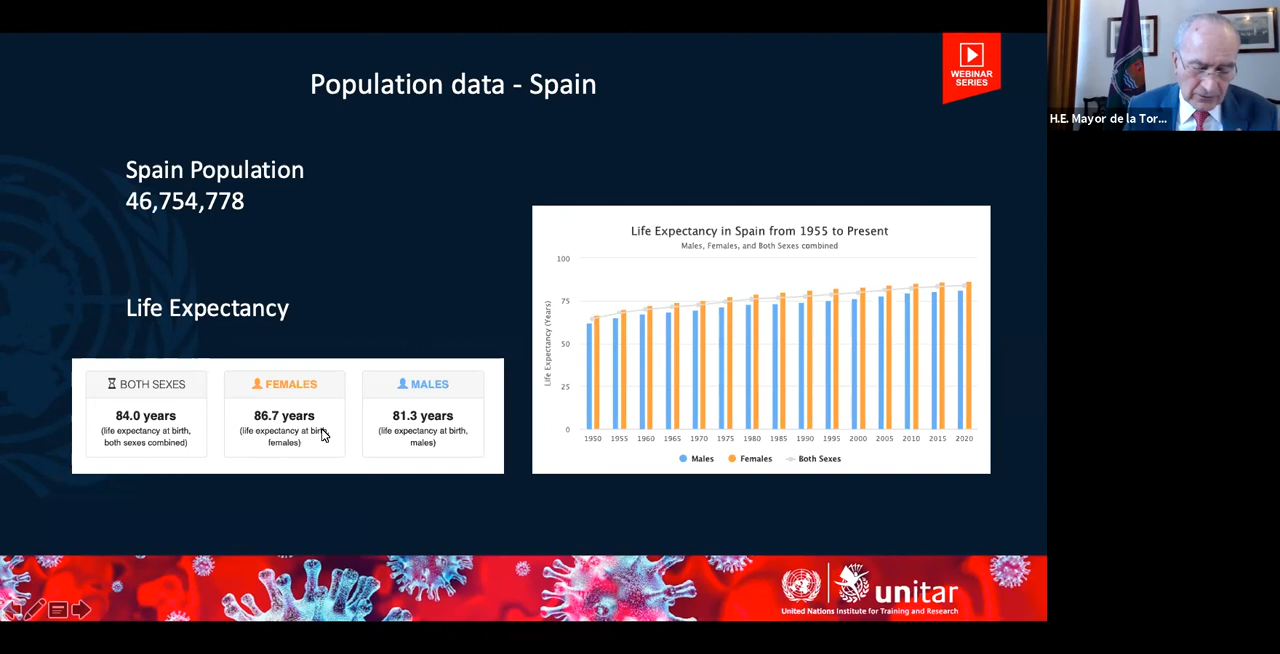 Population data - Spain
WEBINAR
SERIES
H.E. Mayor de la Tor...
Spain Population
46,754,778
Life Expectancy
BOTH SEXES
84.0 years
(life expectancy at birth,
both sexes combined)
FEMALES
86.7 years
(life expectancy at birth,
females)
MALES
81.3 years
(life expectancy at birth,
males)
Life Expectancy in Spain from 1955 to Present
Males, Females, and Both Sexes combined
Life Expectancy (Years)
100
75
50
25
0
1950 1955 1960 1965 1970 1975 1980 1985 1990 1995 2000 2005 2010 2015 2020
Males Females Both Sexes
unitar
United Nations Institute for Training and Research